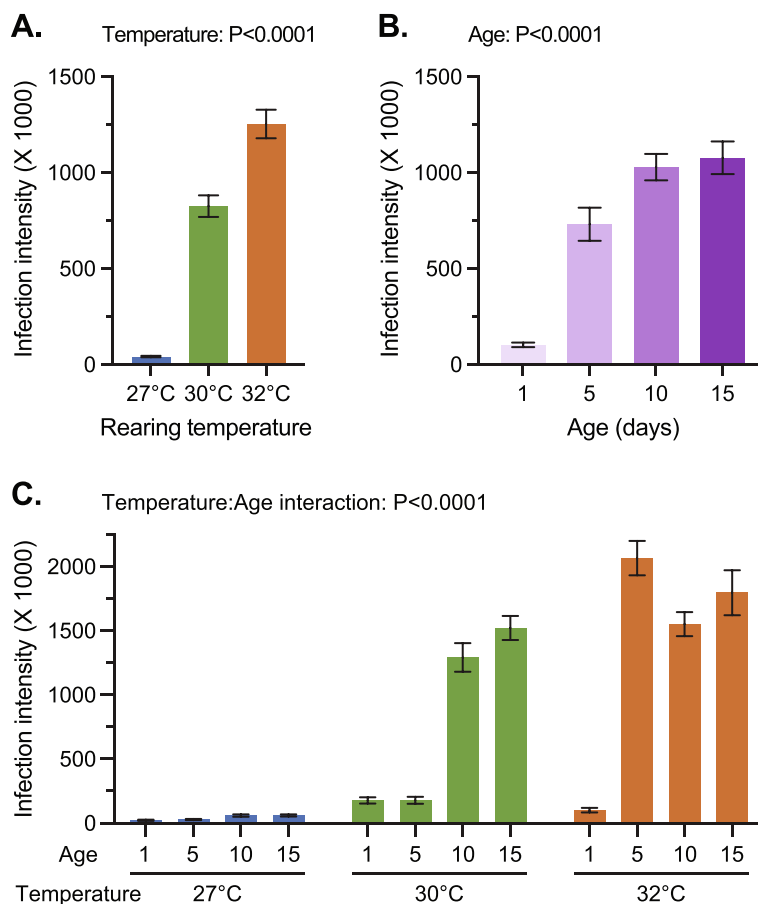 A. Temperature: P<0.0001
Infection intensity (X 1000)
1500
1000
500
0
27°C 30°C 32°C
Rearing temperature
B. Age: P<0.0001
Infection intensity (X 1000)
1500
1000
500
0
1 5 10 15
Age (days)
C. Temperature:Age interaction: P<0.0001
Infection intensity (X 1000)
2000
1500
1000
500
0
Age 1 5 10 15 1 5 10 15 1 5 10 15
Temperature 27°C 30°C 32°C